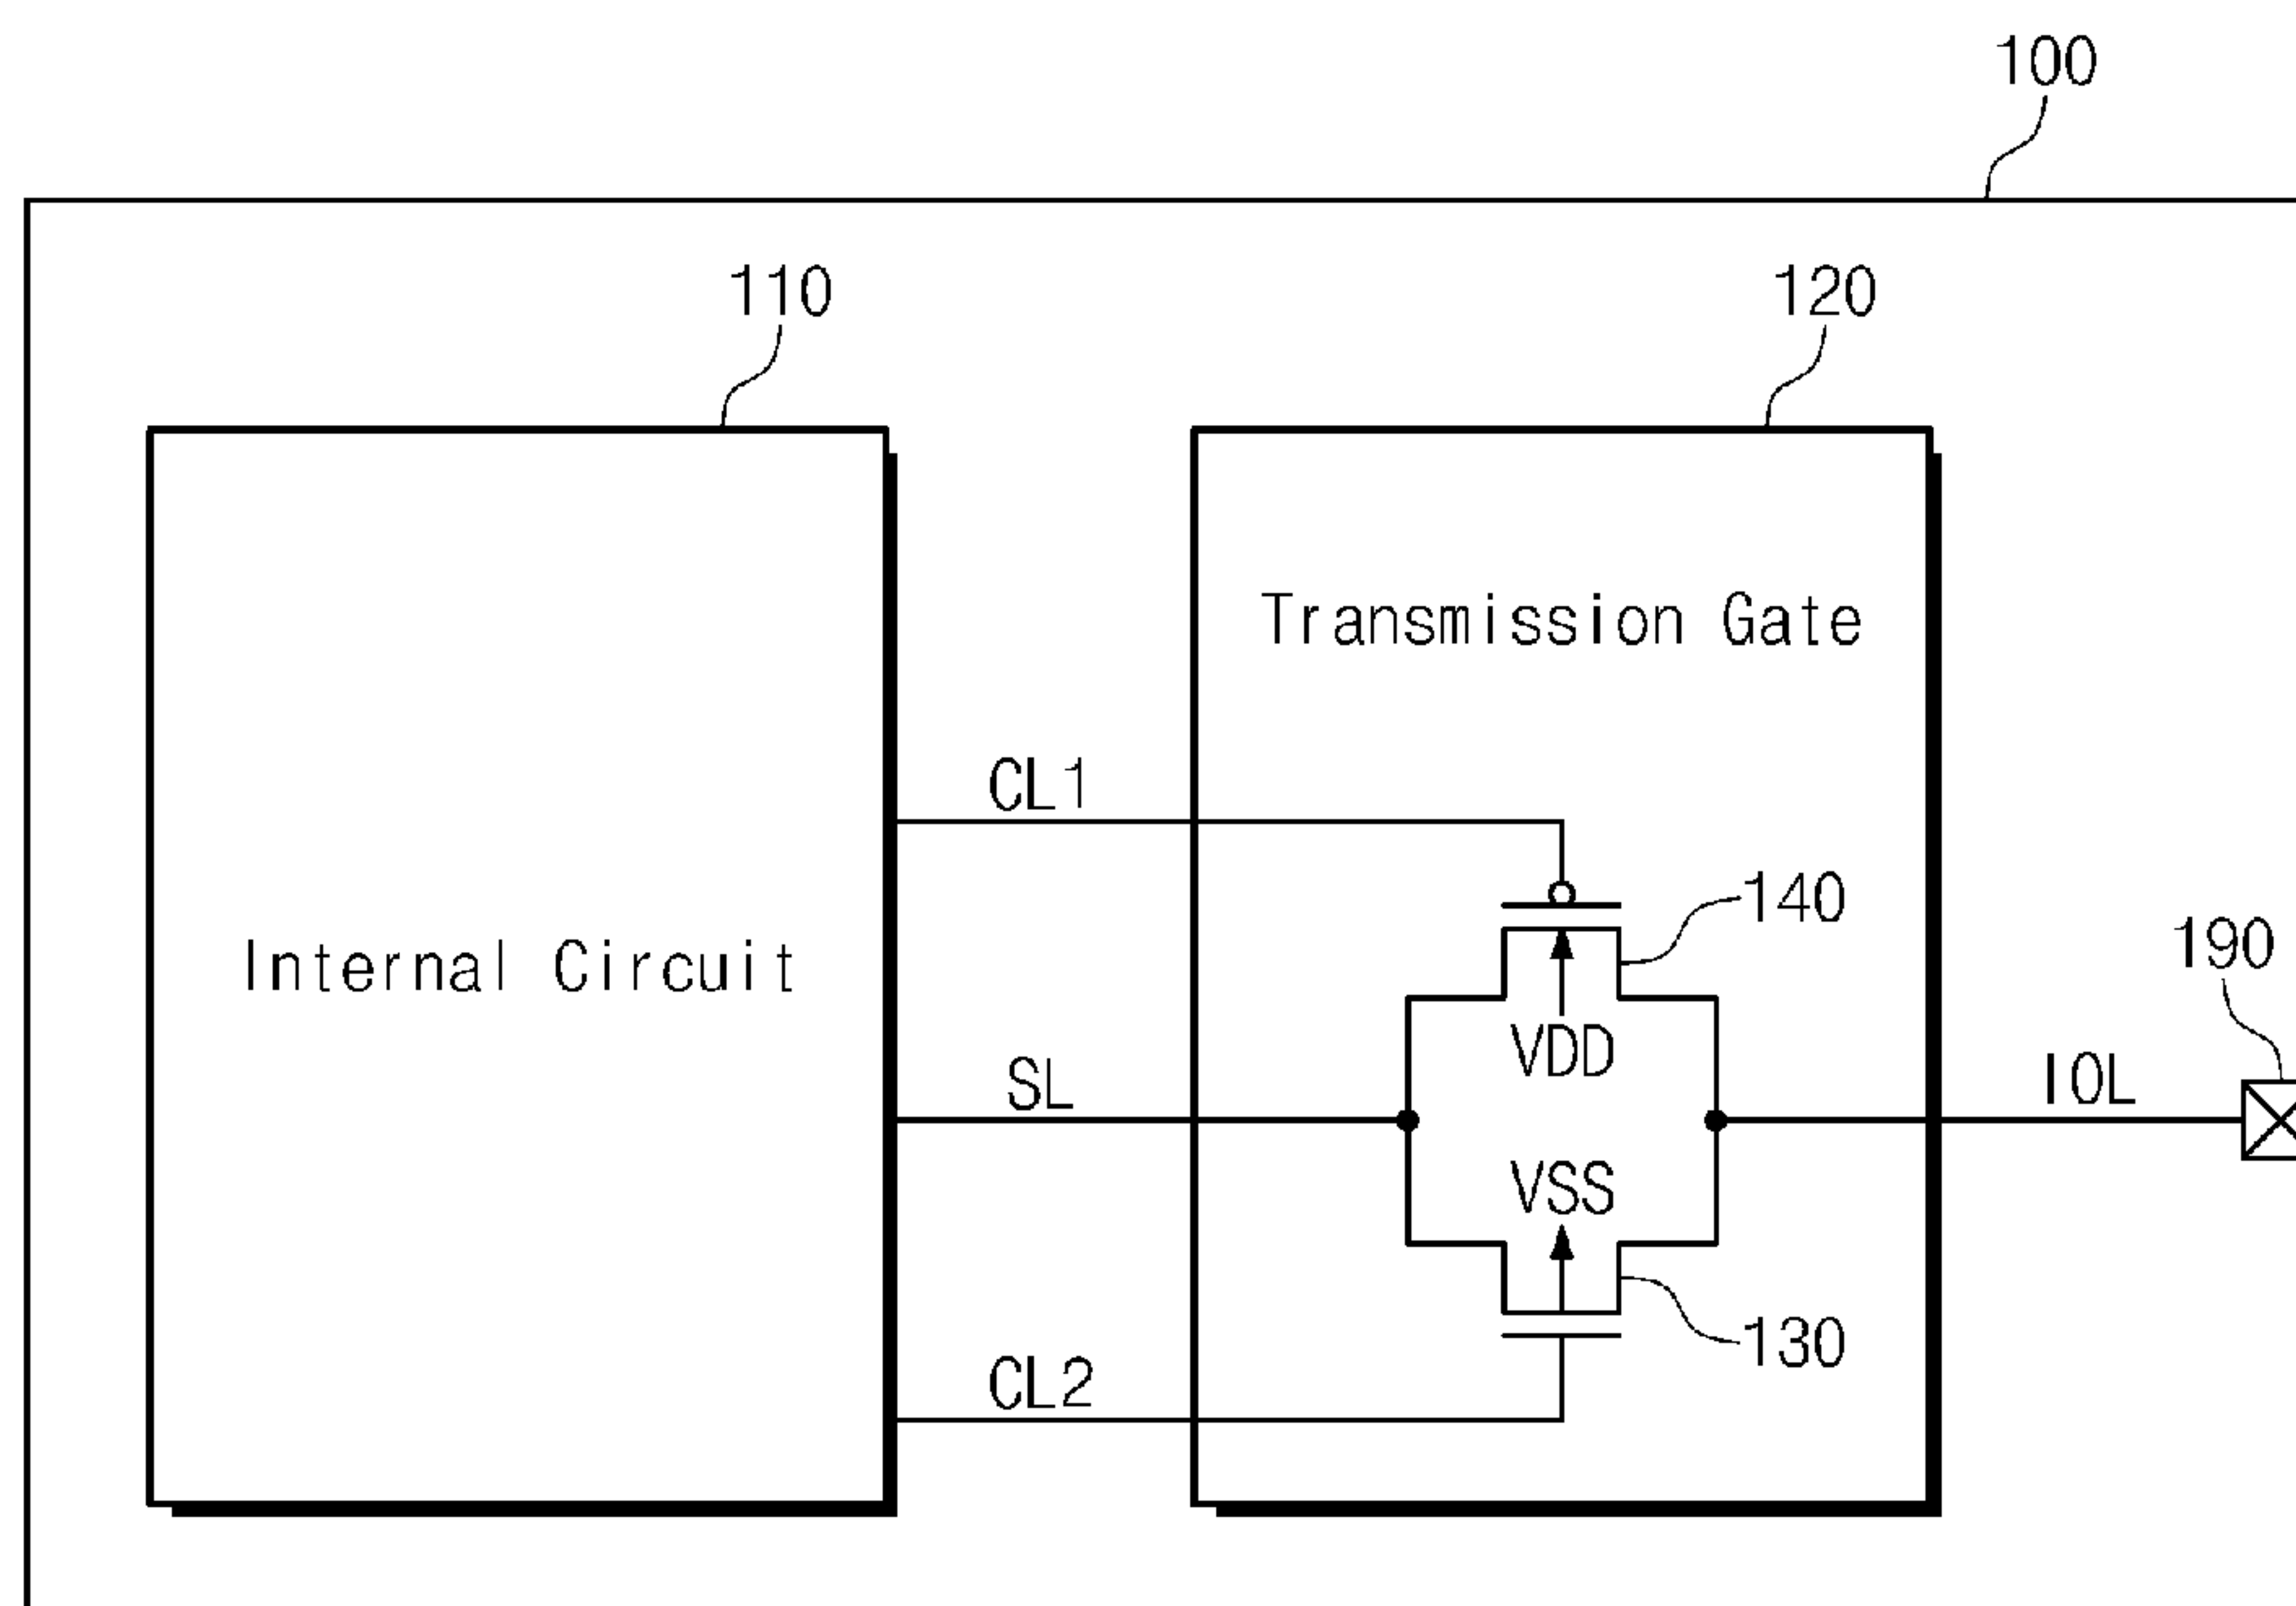 100
110
120
Transmission Gate
CL1
140
190
Internal Circuit
VDD
SL
IOL
VSS
130
CL2